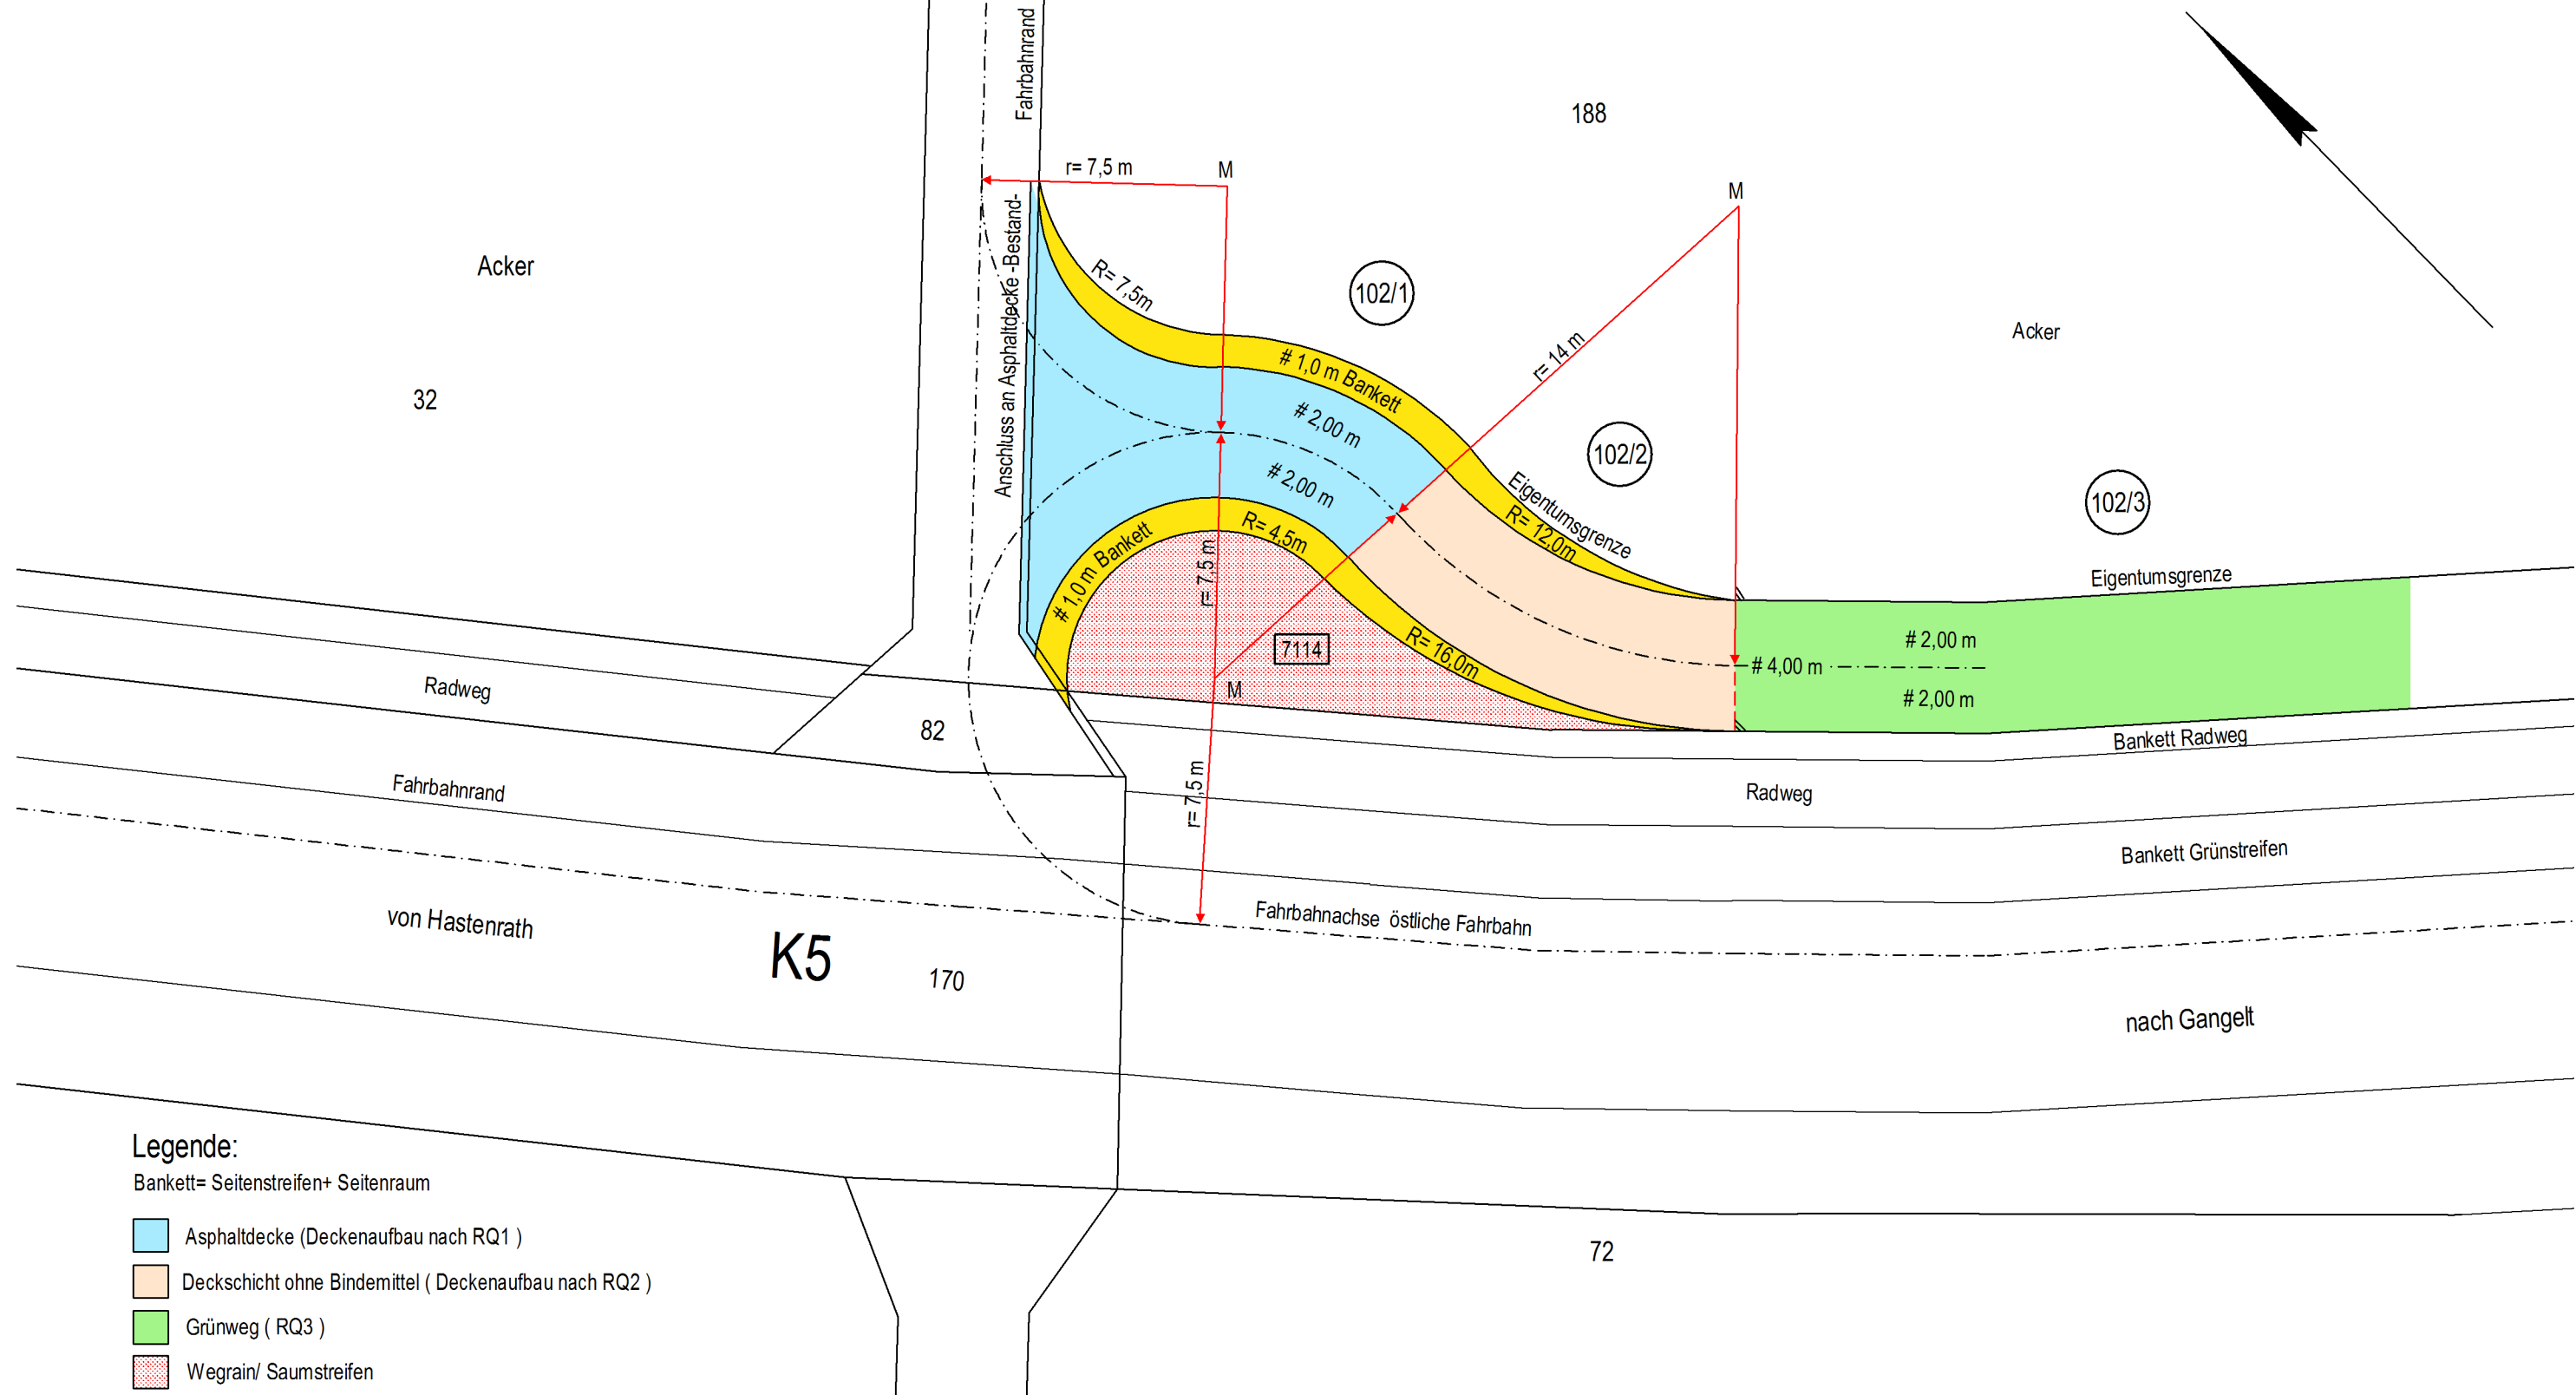 Fahrbahnrand
188
r= 7,5 m
M
M
Anschluss an Asphaltdecke -Bestand-
Acker
R= 7,5m
102/1
Acker
r= 14 m
# 1,0 m Bankett
32
# 2,00 m
102/2
# 2,00 m
Eigentumsgrenze
102/3
R= 4,5m
R= 12,0m
# 1,0 m Bankett
r= 7,5 m
Eigentumsgrenze
7114
R= 16,0m
# 2,00 m
# 4,00 m
# 2,00 m
M
Radweg
82
Bankett Radweg
Fahrbahnrand
r= 7,5 m
Radweg
Bankett Grünstreifen
von Hastenrath
Fahrbahnachse östliche Fahrbahn
K5
170
nach Gangelt
72
Legende:
Bankett= Seitenstreifen+ Seitenraum
Asphaltdecke (Deckenaufbau nach RQ1 )
Deckschicht ohne Bindemittel ( Deckenaufbau nach RQ2 )
Grünweg ( RQ3 )
Wegrain/ Saumstreifen